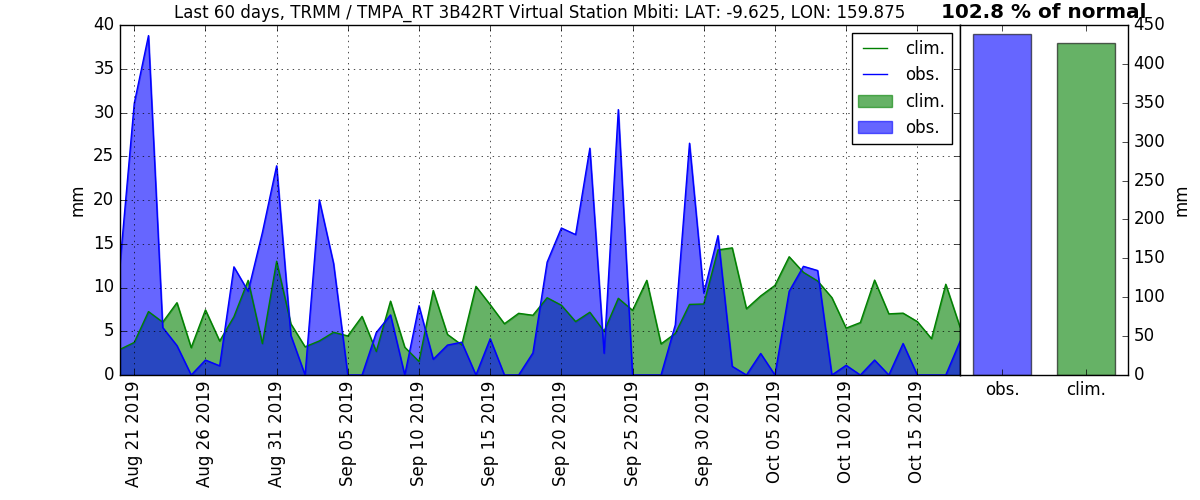 Last 60 days, TRMM / TMPA_RT 3B42RT Virtual Station Mbiti: LAT: -9.625, LON: 159.875
102.8 % of normal
40
35
30
25
20
15
10
5
0
mm
clim.
obs.
clim.
obs.
450
400
350
300
250
200
150
100
50
0
mm
Aug 21 2019
Aug 26 2019
Aug 31 2019
Sep 05 2019
Sep 10 2019
Sep 15 2019
Sep 20 2019
Sep 25 2019
Sep 30 2019
Oct 05 2019
Oct 10 2019
Oct 15 2019
obs.
clim.